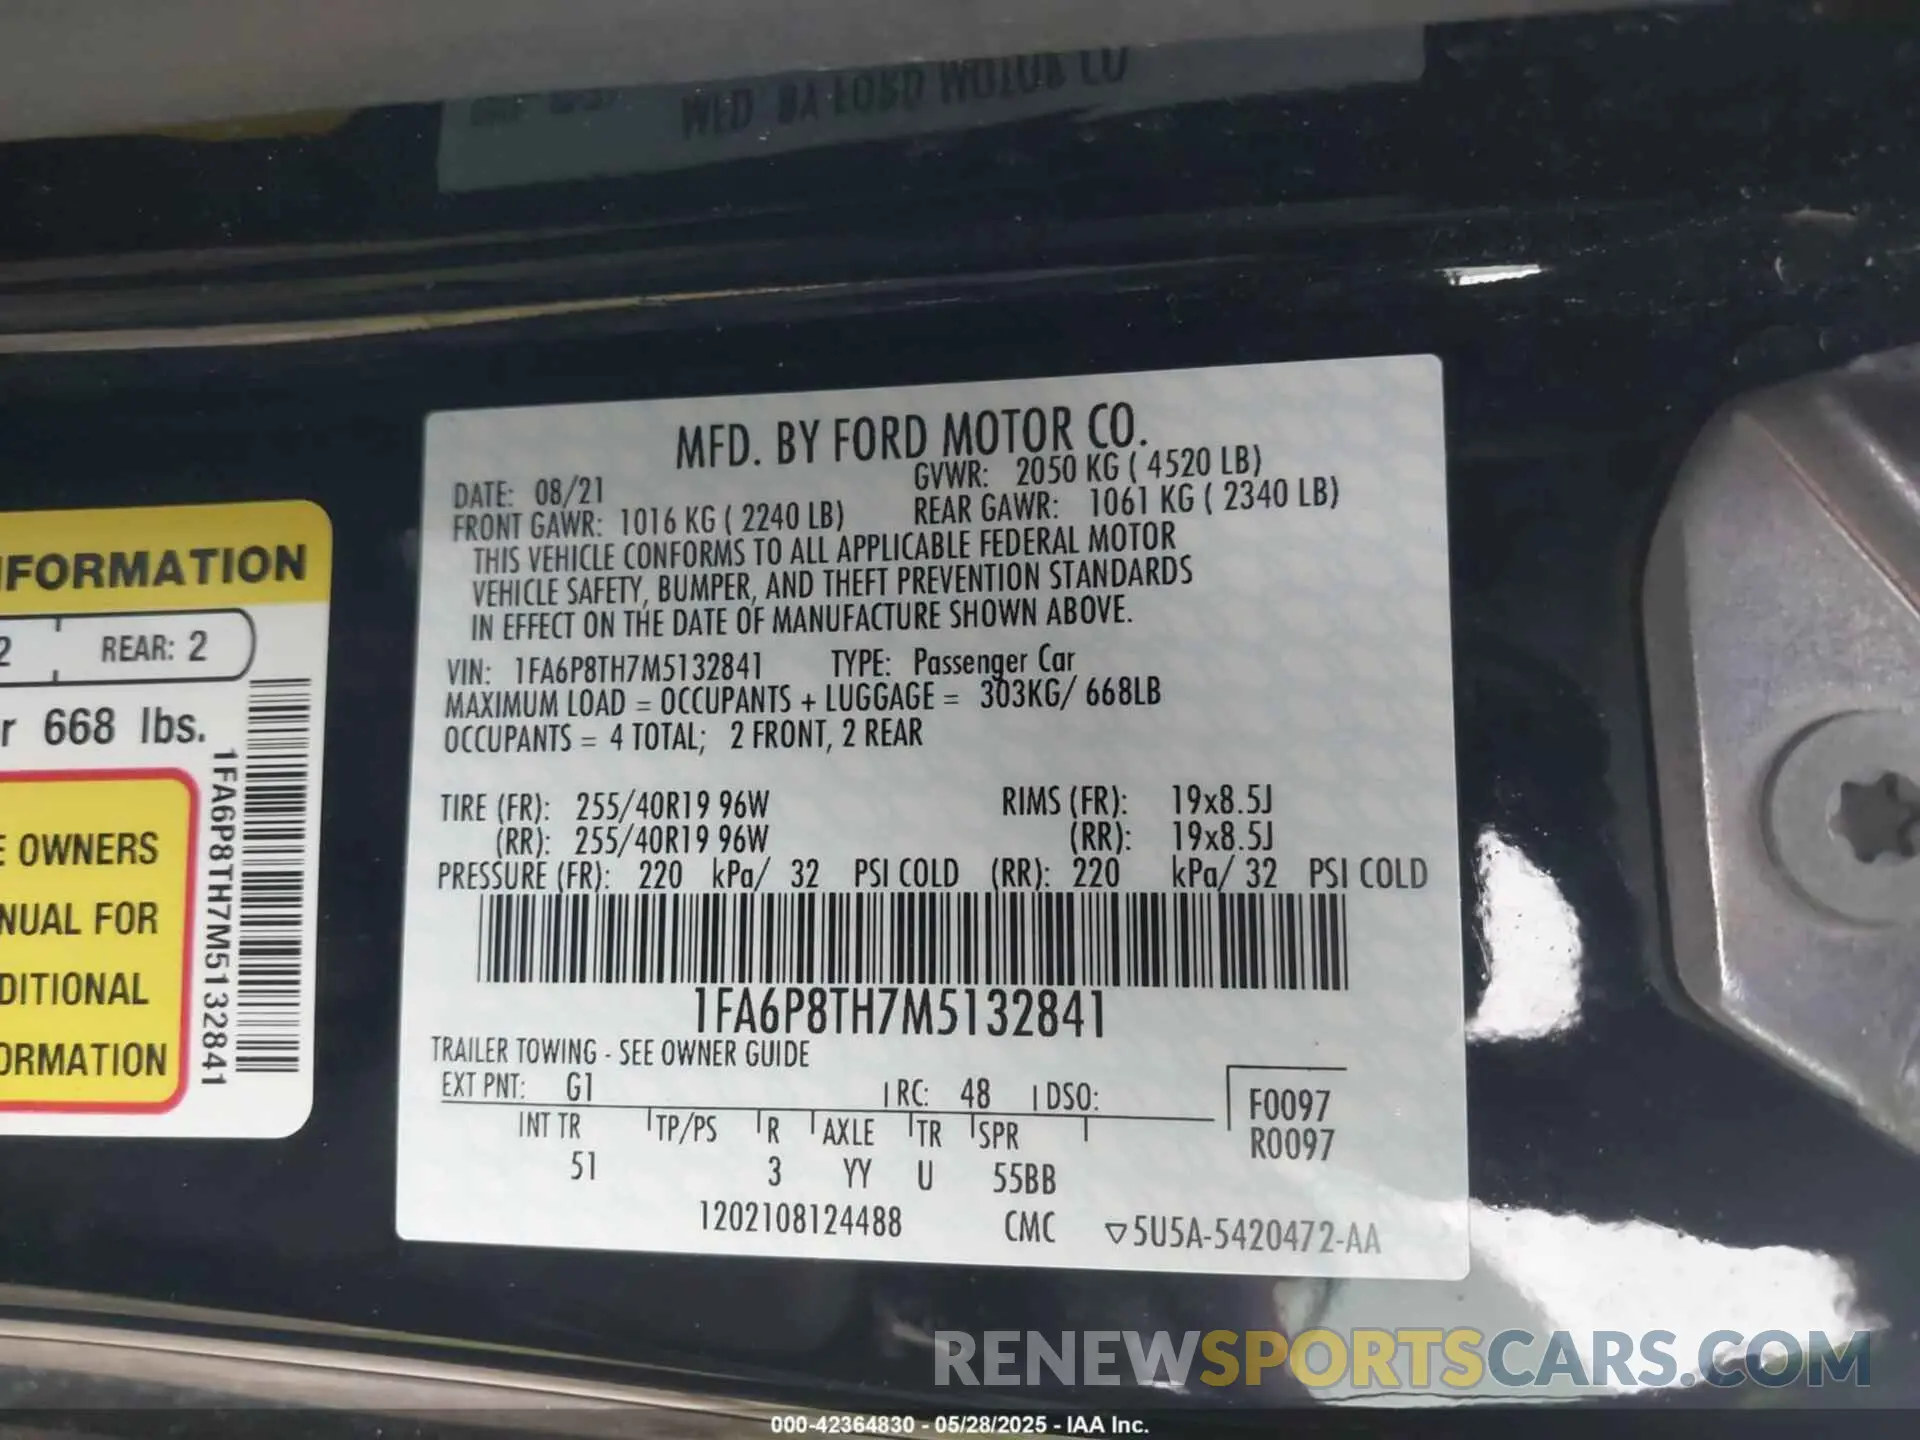 MFD. BY FORD MOTOR CO.
DATE: 08/21
GVWR: 2050 KG ( 4520 LB)
FRONT GAWR: 1016 KG ( 2240 LB)
REAR GAWR: 1061 KG ( 2340 LB)
THIS VEHICLE CONFORMS TO ALL APPLICABLE FEDERAL MOTOR
VEHICLE SAFETY, BUMPER, AND THEFT PREVENTION STANDARDS
IN EFFECT ON THE DATE OF MANUFACTURE SHOWN ABOVE.
VIN: 1FA6P8TH7M5132841 TYPE: Passenger Car
MAXIMUM LOAD = OCCUPANTS + LUGGAGE = 303KG/ 668LB
OCCUPANTS = 4 TOTAL; 2 FRONT, 2 REAR
TIRE (FR): 255/40R19 96W RIMS (FR): 19x8.5J
(RR): 255/40R19 96W (RR): 19x8.5J
PRESSURE (FR): 220 kPa/ 32 PSI COLD (RR): 220 kPa/ 32 PSI COLD
1FA6P8TH7M5132841
TRAILER TOWING - SEE OWNER GUIDE
EXT PNT: G1 RC: 48 DSO:
F0097
R0097
INT TR TP/PS R AXLE TR SPR
51 3 YY U 55BB
1202108124488 CMC ▽5U5A-5420472-AA
NFORMATION
2 REAR: 2
r 668 lbs.
E OWNERS
NUAL FOR
DITIONAL
ORMATION
1FA6P8TH7M5132841
RENEWSPORTSCARS.COM
000-42364830 - 05/28/2025 - IAA Inc.